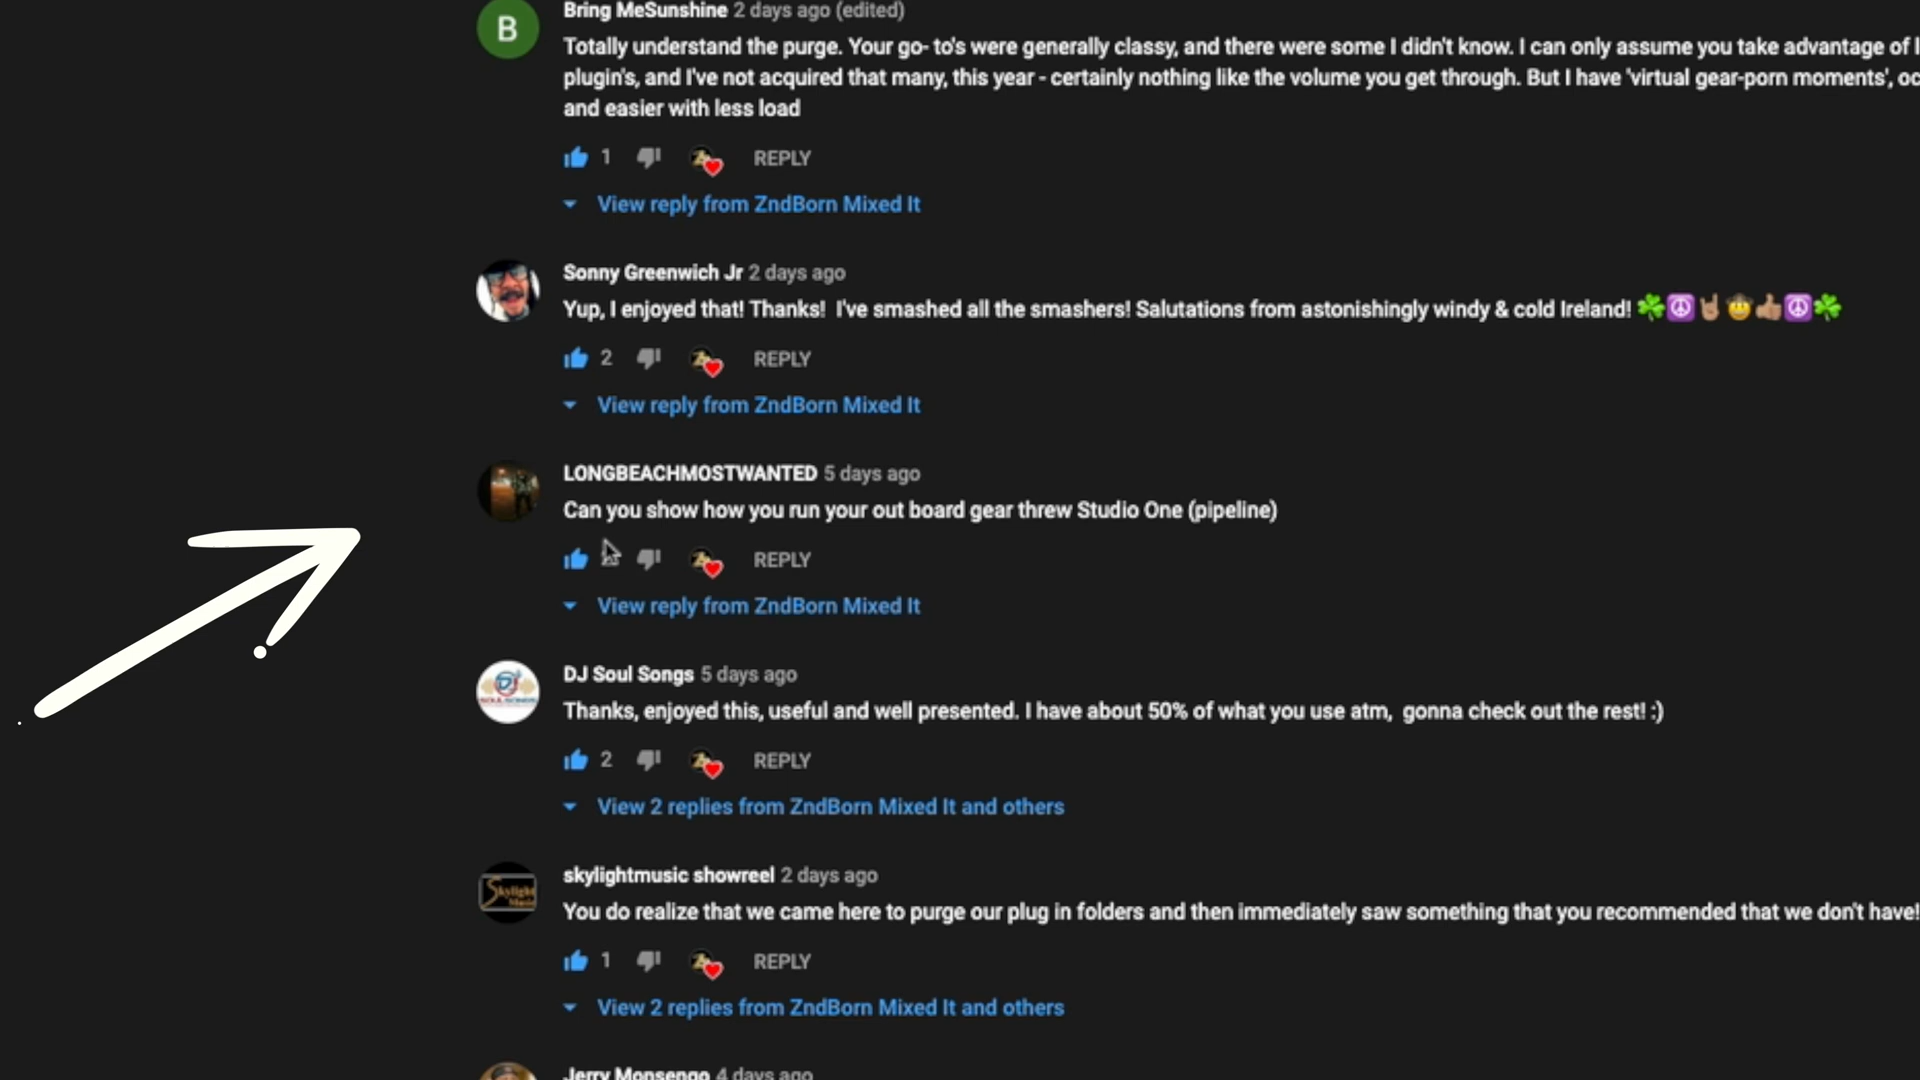 B
Bring MeSunshine 2 days ago (edited)
Totally understand the purge. Your go- to's were generally classy, and there were some I didn't know. I can only assume you take advantage of
plugin's, and I've not acquired that many, this year - certainly nothing like the volume you get through. But I have 'virtual gear-porn moments',
and easier with less load
1 REPLY
View reply from ZndBorn Mixed It
Sonny Greenwich Jr 2 days ago
Yup, I enjoyed that! Thanks! I've smashed all the smashers! Salutations from astonishingly windy & cold Ireland! ☘️☮️🤘🏽🤠👍🏽☮️☘️
2 REPLY
View reply from ZndBorn Mixed It
LONGBEACHMOSTWANTED 5 days ago
Can you show how you run your out board gear threw Studio One (pipeline)
REPLY
View reply from ZndBorn Mixed It
DJ Soul Songs 5 days ago
Thanks, enjoyed this, useful and well presented. I have about 50% of what you use atm, gonna check out the rest! :)
2 REPLY
View 2 replies from ZndBorn Mixed It and others
skylightmusic showreel 2 days ago
You do realize that we came here to purge our plug in folders and then immediately saw something that you recommended that we don't have!
1 REPLY
View 2 replies from ZndBorn Mixed It and others
Jerry Monsengo 4 days ago